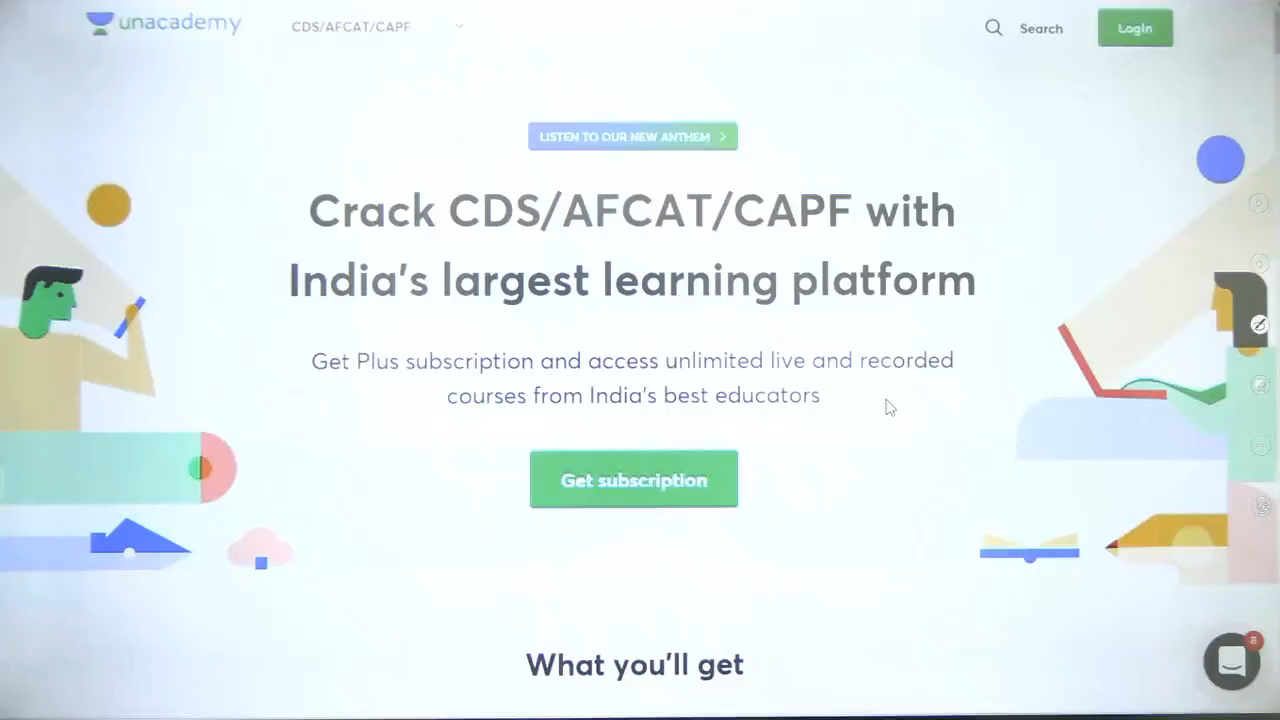 unacademy
CDS/AFCAT/CAPF
Search
Login
LISTEN TO OUR NEW ANTHEM
Crack CDS/AFCAT/CAPF with
India's largest learning platform
Get Plus subscription and access unlimited live and recorded
courses from India's best educators
Get subscription
What you'll get